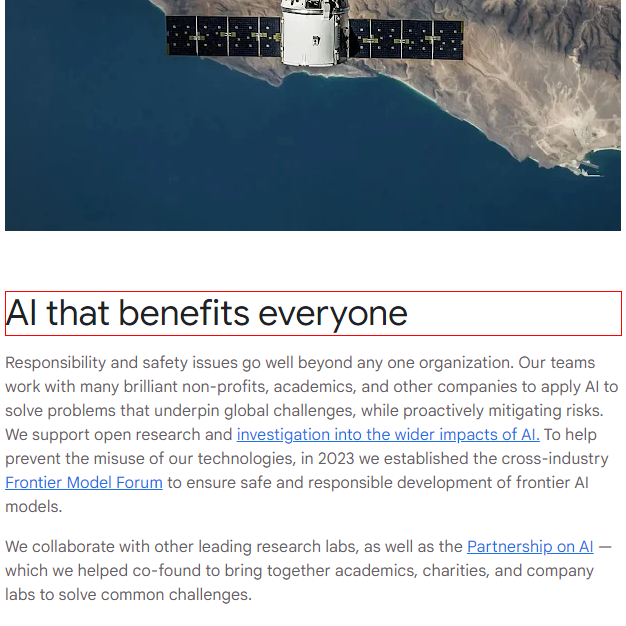 AI that benefits everyone
Responsibility and safety issues go well beyond any one organization. Our teams
work with many brilliant non-profits, academics, and other companies to apply AI to
solve problems that underpin global challenges, while proactively mitigating risks.
We support open research and investigation into the wider impacts of AI. To help
prevent the misuse of our technologies, in 2023 we established the cross-industry
Frontier Model Forum to ensure safe and responsible development of frontier AI
models.
We collaborate with other leading research labs, as well as the Partnership on AI —
which we helped co-found to bring together academics, charities, and company
labs to solve common challenges.